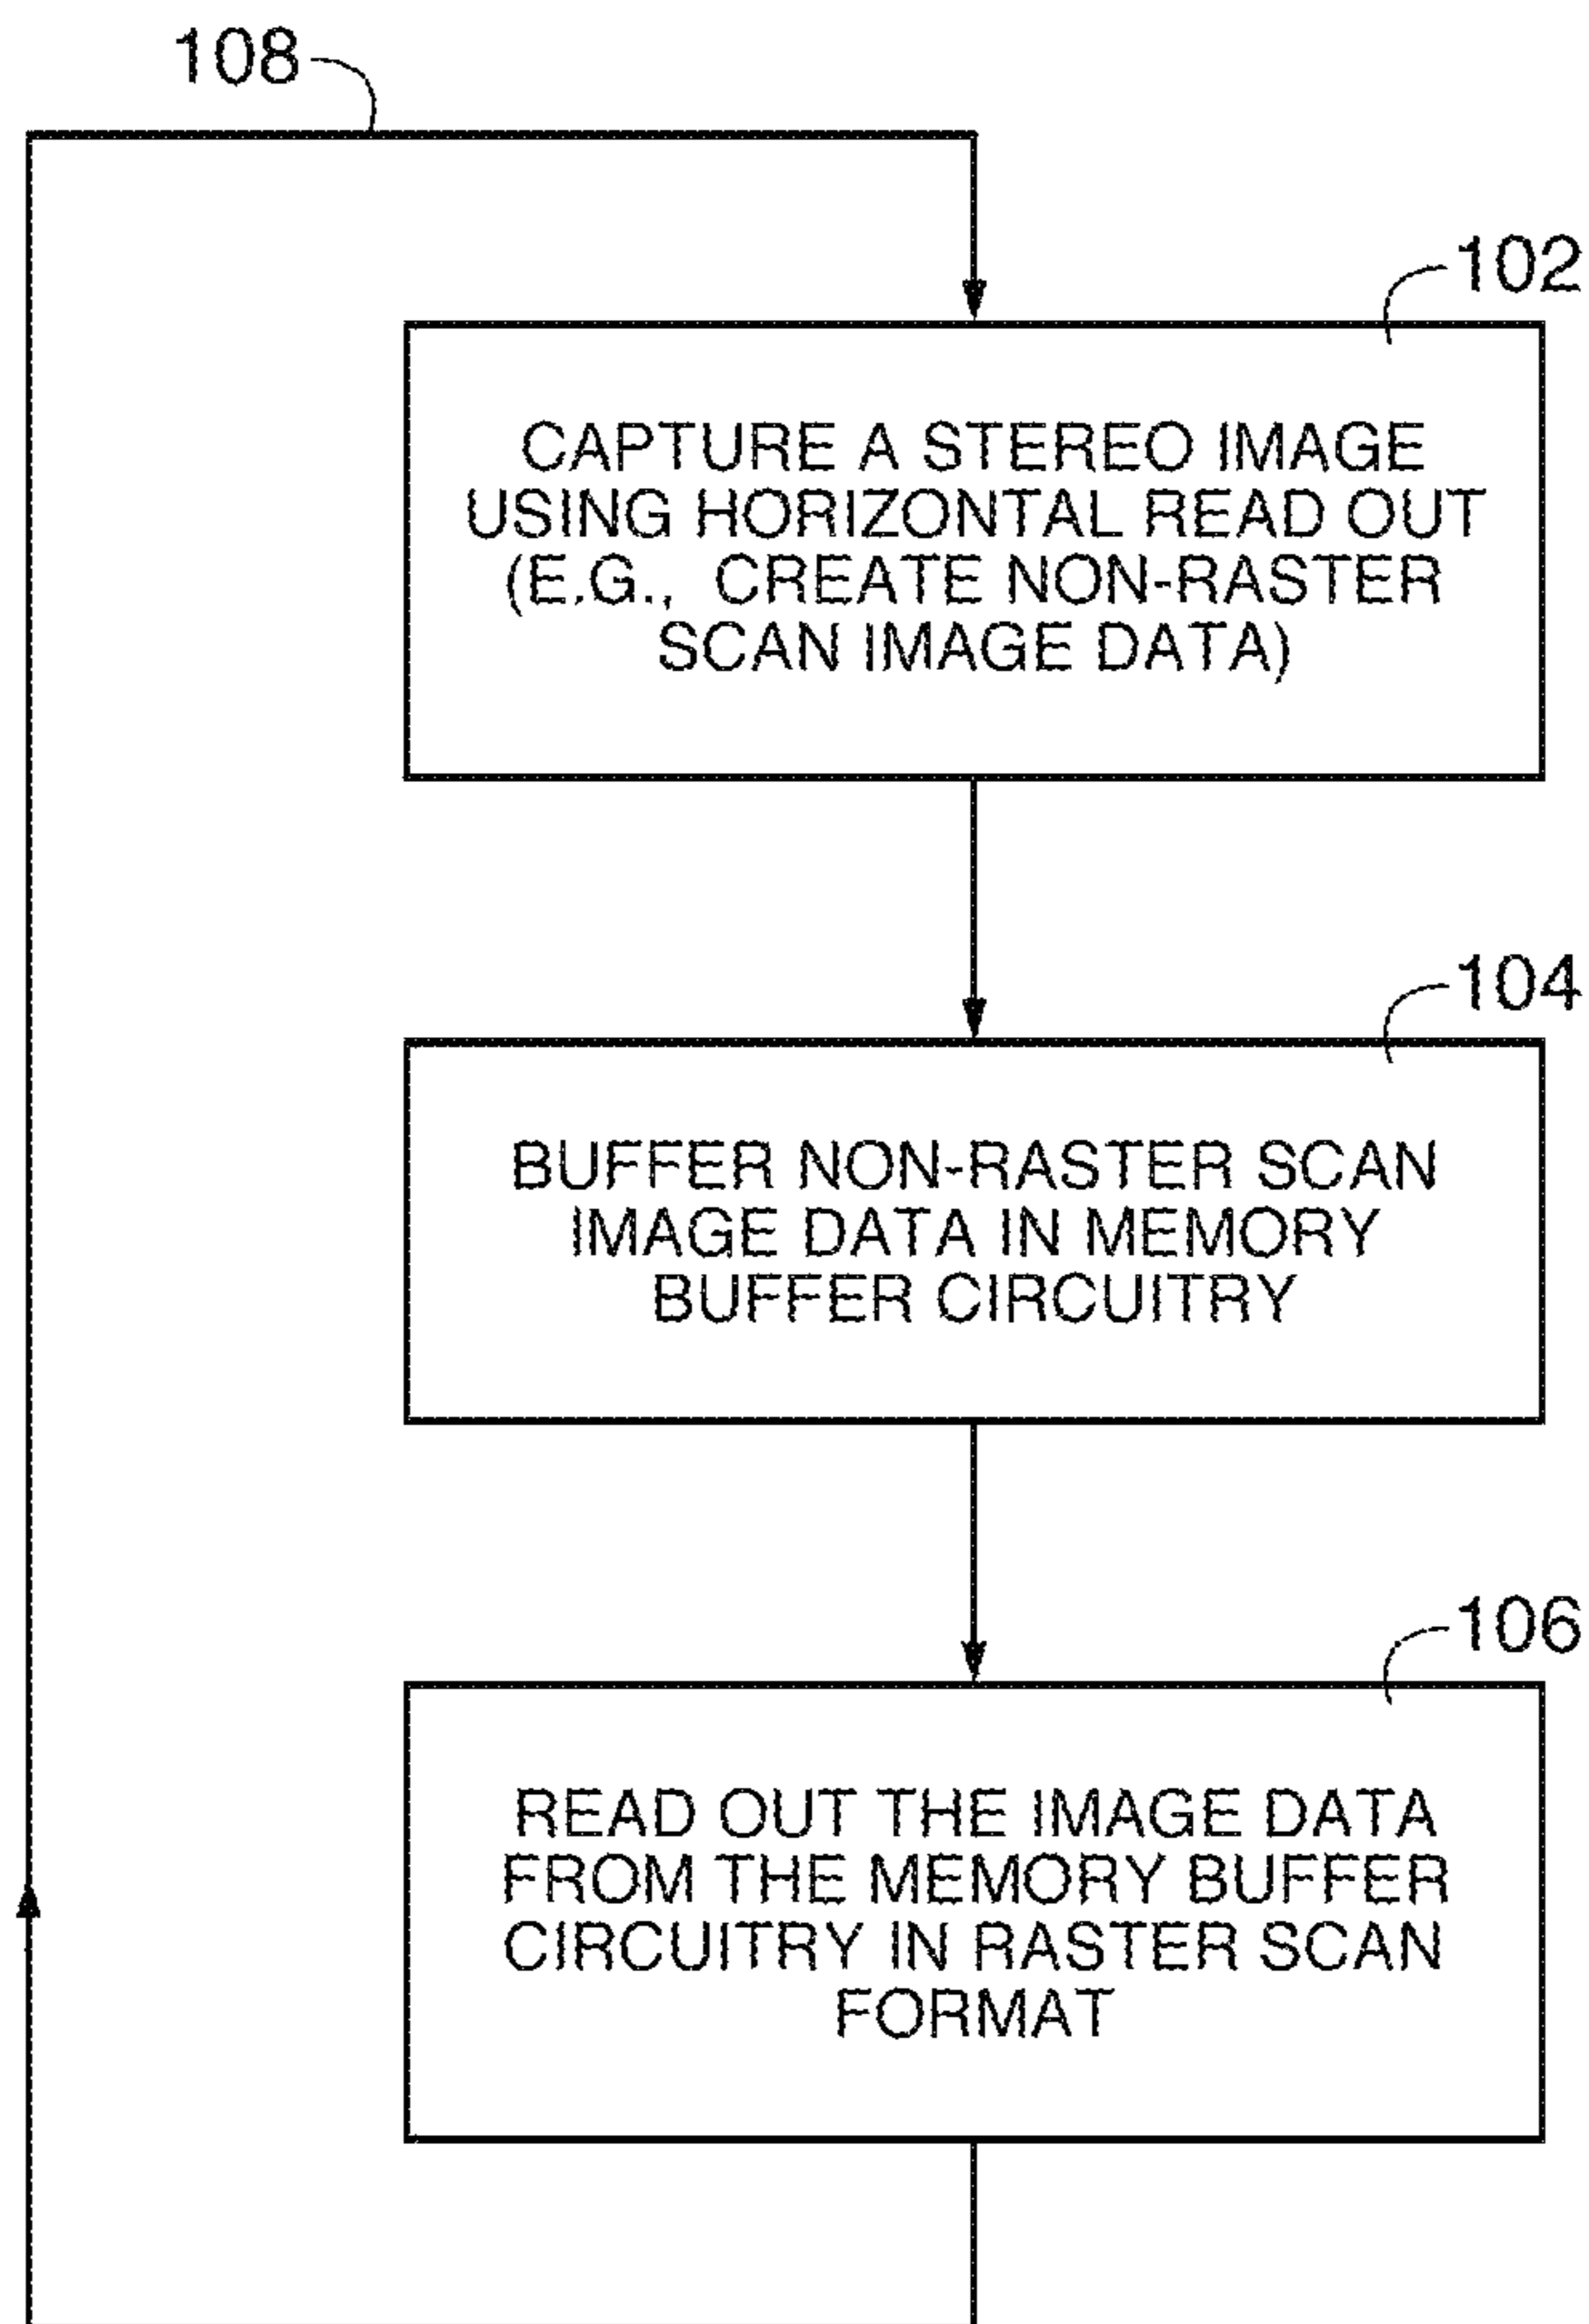 108
102
CAPTURE A STEREO IMAGE
USING HORIZONTAL READ OUT
(E.G., CREATE NON-RASTER
SCAN IMAGE DATA)
104
BUFFER NON-RASTER SCAN
IMAGE DATA IN MEMORY
BUFFER CIRCUITRY
106
READ OUT THE IMAGE DATA
FROM THE MEMORY BUFFER
CIRCUITRY IN RASTER SCAN
FORMAT